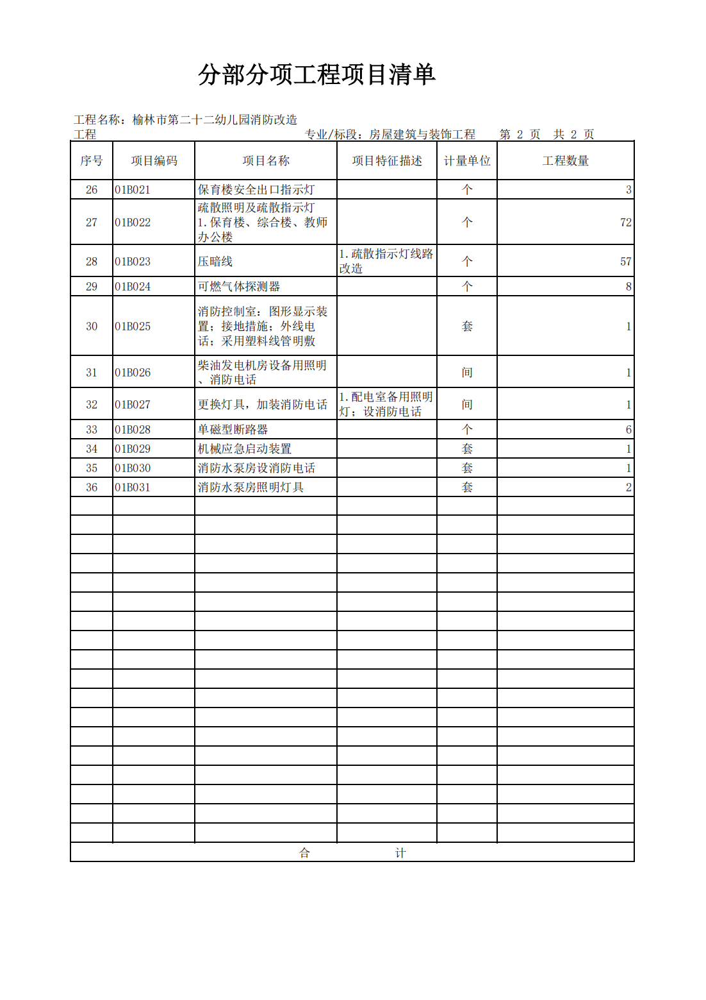 分部分项工程项目清单
工程名称：榆林市第二十二幼儿园消防改造
工程 专业/标段：房屋建筑与装饰工程 第 2 页 共 2 页
序号 项目编码 项目名称 项目特征描述 计量单位 工程数量
26 01B021 保育楼安全出口指示灯 个 3
疏散照明及疏散指示灯
27 01B022 1.保育楼、综合楼、教师 个 72
办公楼
28 01B023 压暗线 1.疏散指示灯线路 个 57
改造
29 01B024 可燃气体探测器 个 8
消防控制室：图形显示装
30 01B025 置；接地措施；外线电 套 1
话；采用塑料线管明敷
31 01B026 柴油发电机房设备用照明 间 1
、消防电话
32 01B027 更换灯具，加装消防电话 1.配电室备用照明 间 1
灯；设消防电话
33 01B028 单磁型断路器 个 6
34 01B029 机械应急启动装置 套 1
35 01B030 消防水泵房设消防电话 套 1
36 01B031 消防水泵房照明灯具 套 2
合 计